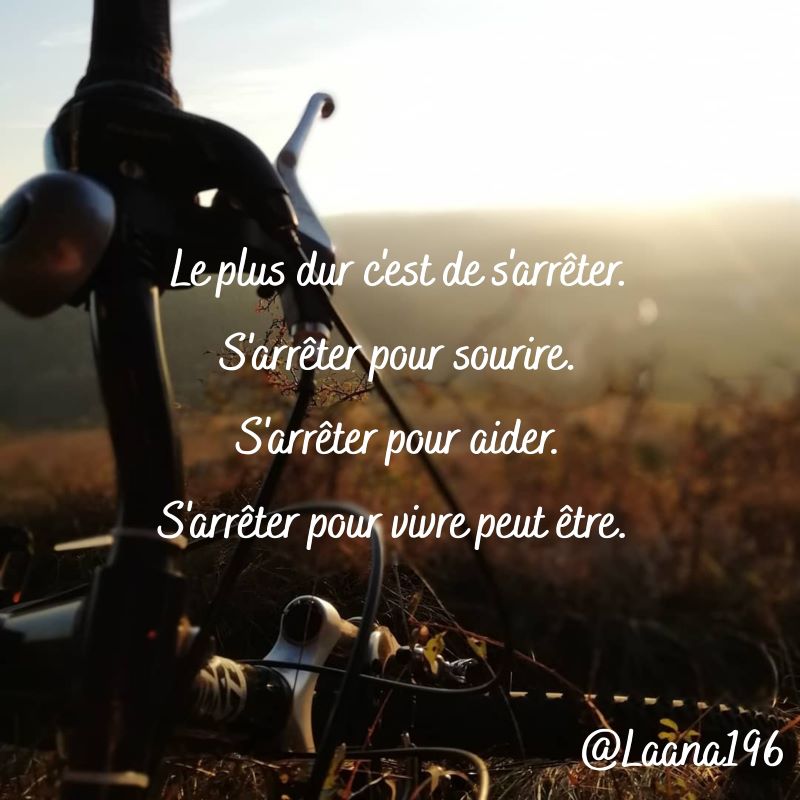 Le plus dur c'est de s'arrêter.
S'arrêter pour sourire.
S'arrêter pour aider.
S'arrêter pour vivre peut être.
@Laana196